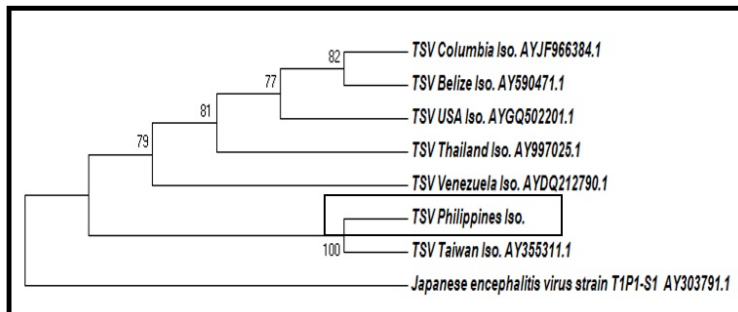 82
TSV Columbia Iso. AYJF966384.1
77
TSV Belize Iso. AY590471.1
81
TSV USA Iso. AYGQ502201.1
79
TSV Thailand Iso. AY997025.1
TSV Venezuela Iso. AYDQ212790.1
TSV Philippines Iso.
100
TSV Taiwan Iso. AY355311.1
Japanese encephalitis virus strain T1P1-S1 AY303791.1